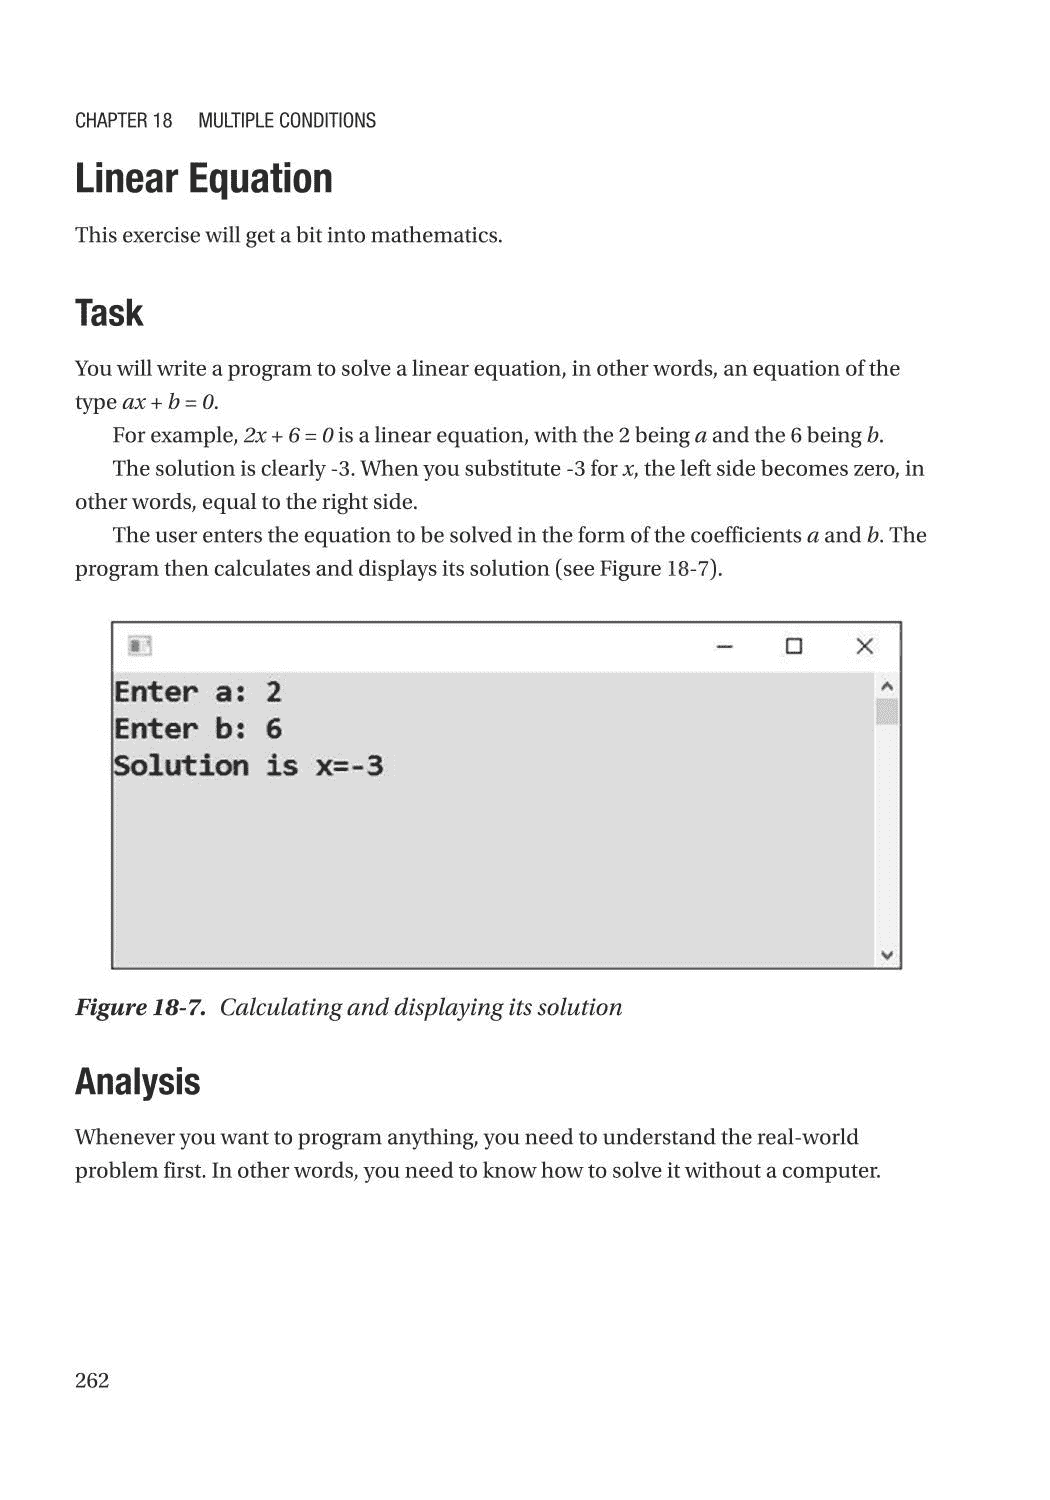 CHAPTER 18 MULTIPLE CONDITIONS
Linear Equation
This exercise will get a bit into mathematics.
Task
You will write a program to solve a linear equation, in other words, an equation of the
type ax + b = 0.
For example, 2x + 6 = 0 is a linear equation, with the 2 being a and the 6 being b.
The solution is clearly -3. When you substitute -3 for x, the left side becomes zero, in
other words, equal to the right side.
The user enters the equation to be solved in the form of the coefficients a and b. The
program then calculates and displays its solution (see Figure 18-7).
Enter a: 2
Enter b: 6
Solution is x=-3
Figure 18-7. Calculating and displaying its solution
Analysis
Whenever you want to program anything, you need to understand the real-world
problem first. In other words, you need to know how to solve it without a computer.
262